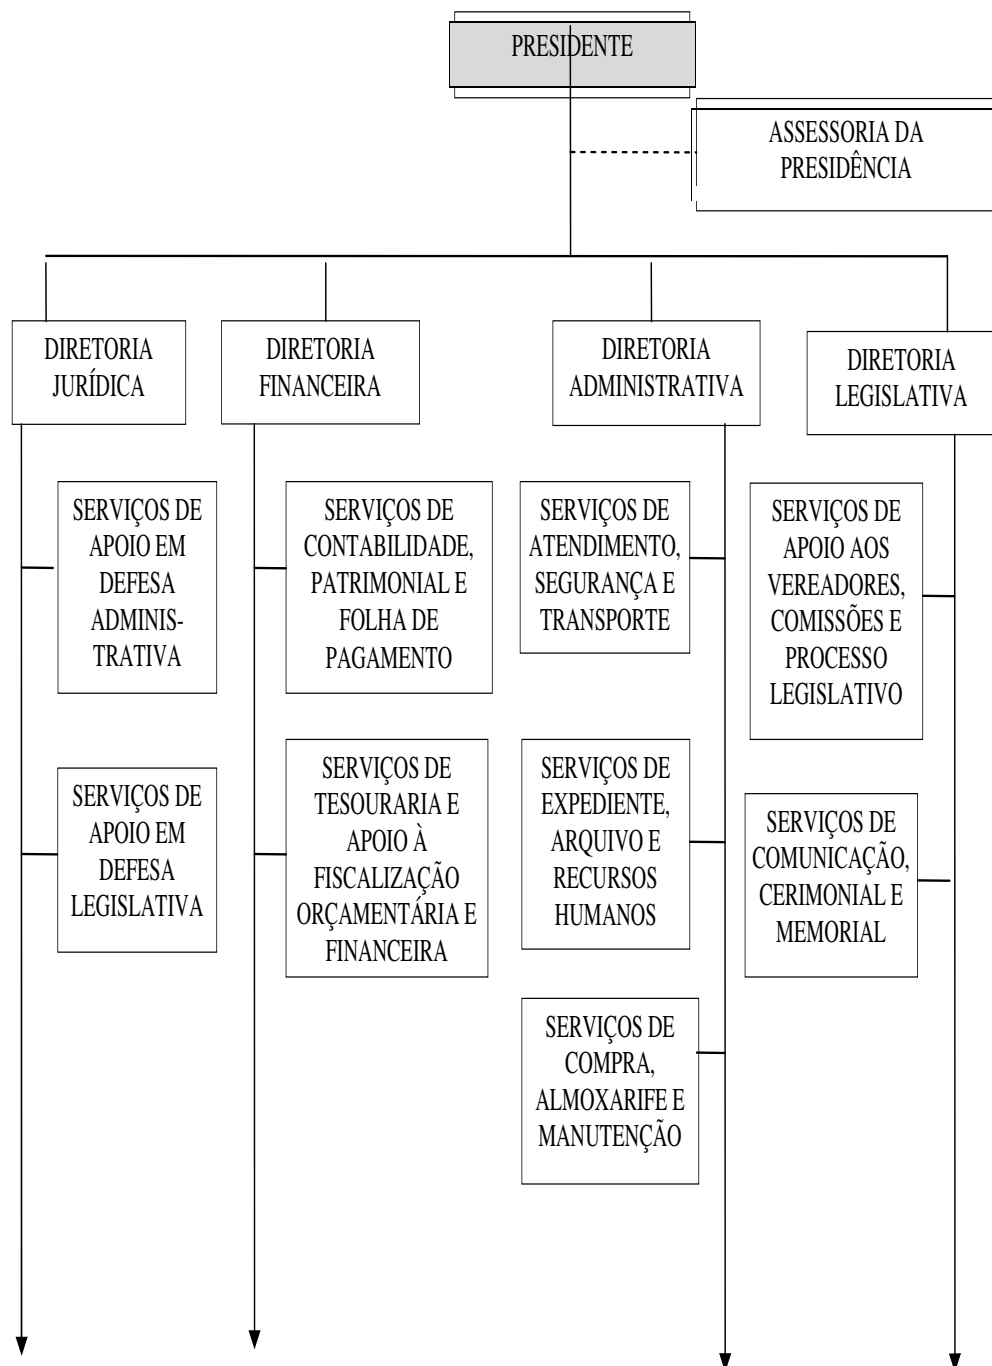 PRESIDENTE
ASSESSORIA DA
PRESIDÊNCIA
DIRETORIA
JURÍDICA
DIRETORIA
FINANCEIRA
DIRETORIA
ADMINISTRATIVA
DIRETORIA
LEGISLATIVA
SERVIÇOS DE
APOIO EM
DEFESA
ADMINIS-
TRATIVA
SERVIÇOS DE
CONTABILIDADE,
PATRIMONIAL E
FOLHA DE
PAGAMENTO
SERVIÇOS DE
ATENDIMENTO,
SEGURANÇA E
TRANSPORTE
SERVIÇOS DE
APOIO AOS
VEREADORES,
COMISSÕES E
PROCESSO
LEGISLATIVO
SERVIÇOS DE
APOIO EM
DEFESA
LEGISLATIVA
SERVIÇOS DE
TESOURARIA E
APOIO À
FISCALIZAÇÃO
ORÇAMENTÁRIA E
FINANCEIRA
SERVIÇOS DE
EXPEDIENTE,
ARQUIVO E
RECURSOS
HUMANOS
SERVIÇOS DE
COMUNICAÇÃO,
CERIMONIAL E
MEMORIAL
SERVIÇOS DE
COMPRA,
ALMOXARIFE E
MANUTENÇÃO